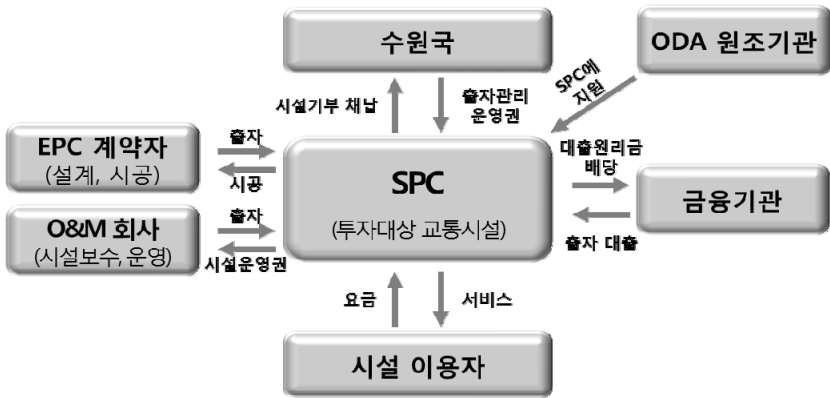 수원국
ODA 원조기관
SPC에
지원
시설기부 채납
출자관리
운영권
EPC 계약자
(설계, 시공)
출자
시공
SPC
(투자대상 교통시설)
대출원리금
배당
금융기관
출자 대출
O&M 회사
(시설보수, 운영)
출자
시설운영권
요금
서비스
시설 이용자